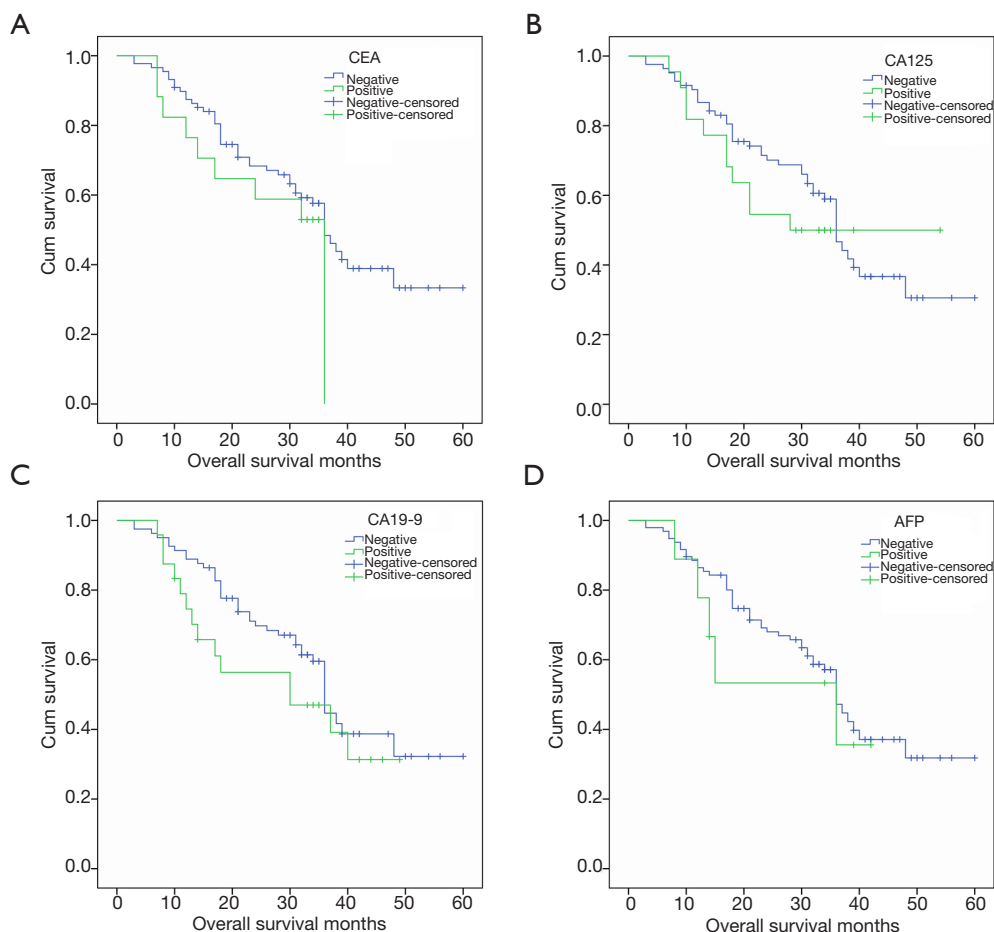 A
CEA
Negative
Positive
Negative-censored
Positive-censored
1.0
0.8
0.6
0.4
0.2
0.0
Cum survival
0 10 20 30 40 50 60
Overall survival months
B
CA125
Negative
Positive
Negative-censored
Positive-censored
1.0
0.8
0.6
0.4
0.2
0.0
Cum survival
0 10 20 30 40 50 60
Overall survival months
C
CA19-9
Negative
Positive
Negative-censored
Positive-censored
1.0
0.8
0.6
0.4
0.2
0.0
Cum survival
0 10 20 30 40 50 60
Overall survival months
D
AFP
Negative
Positive
Negative-censored
Positive-censored
1.0
0.8
0.6
0.4
0.2
0.0
Cum survival
0 10 20 30 40 50 60
Overall survival months